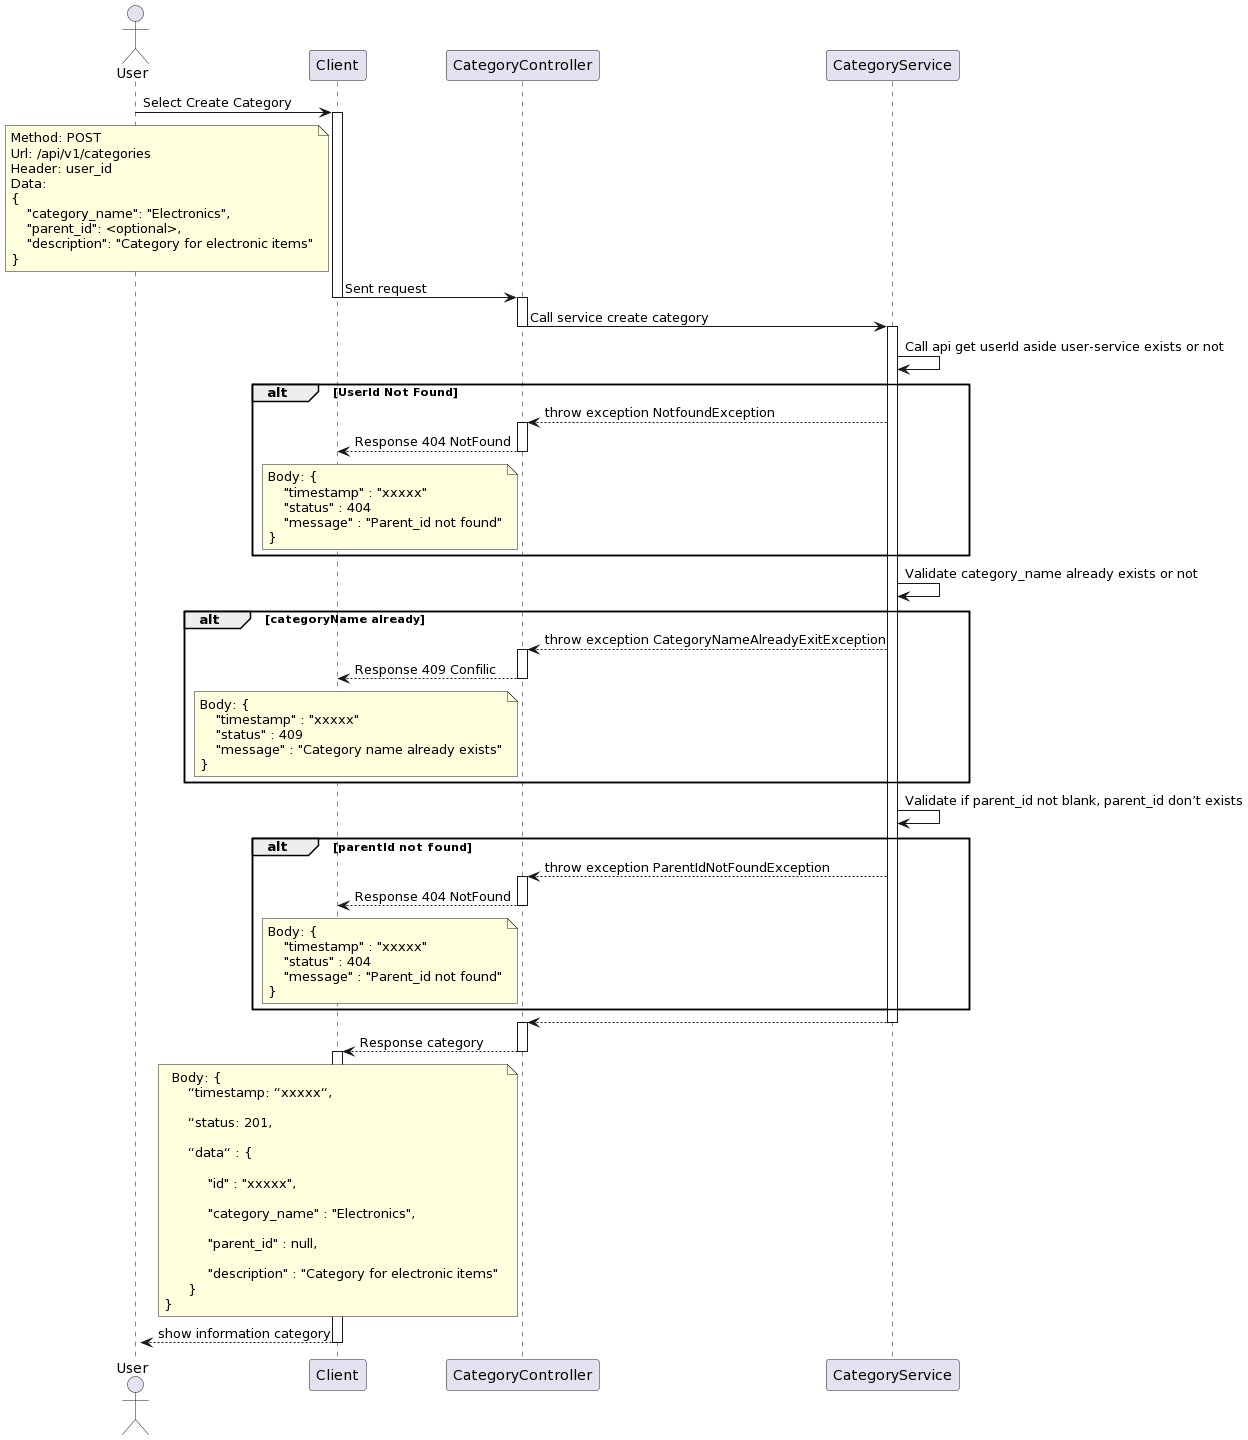 User
Client
CategoryController
CategoryService
Select Create Category
Method: POST
Url: /api/v1/categories
Header: user_id
Data:
{
"category_name": "Electronics",
"parent_id": <optional>,
"description": "Category for electronic items"
}
Sent request
Call service create category
Call api get userId aside user-service exists or not
alt [UserId Not Found]
throw exception NotfoundException
Response 404 NotFound
Body: {
"timestamp" : "xxxxx"
"status" : 404
"message" : "Parent_id not found"
}
Validate category_name already exists or not
alt [categoryName already]
throw exception CategoryNameAlreadyExitException
Response 409 Confilic
Body: {
"timestamp" : "xxxxx"
"status" : 409
"message" : "Category name already exists"
}
Validate if parent_id not blank, parent_id don’t exists
alt [parentId not found]
throw exception ParentIdNotFoundException
Response 404 NotFound
Body: {
"timestamp" : "xxxxx"
"status" : 404
"message" : "Parent_id not found"
}
Response category
Body: {
“timestamp: “xxxxx“,
“status: 201,
“data“ : {
"id" : "xxxxx",
"category_name" : "Electronics",
"parent_id" : null,
"description" : "Category for electronic items"
}
}
show information category
User
Client
CategoryController
CategoryService